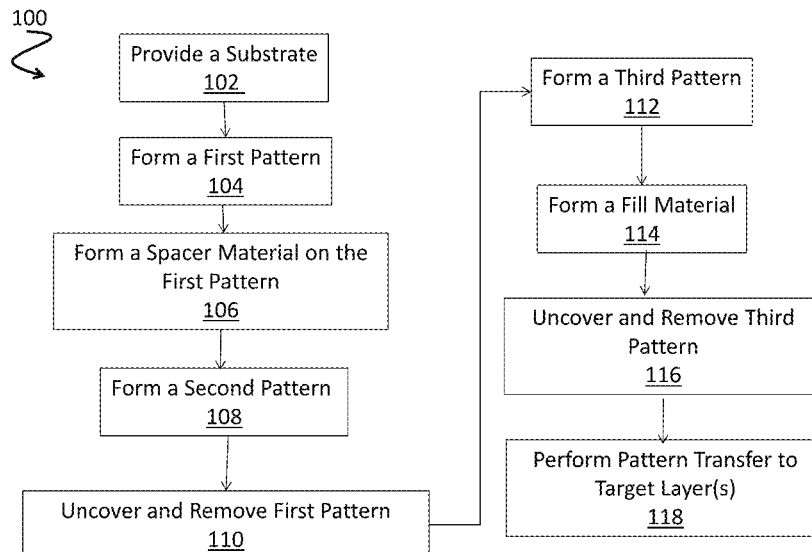 100
Provide a Substrate
102
Form a First Pattern
104
Form a Spacer Material on the
First Pattern
106
Form a Second Pattern
108
Uncover and Remove First Pattern
110
Form a Third Pattern
112
Form a Fill Material
114
Uncover and Remove Third
Pattern
116
Perform Pattern Transfer to
Target Layer(s)
118